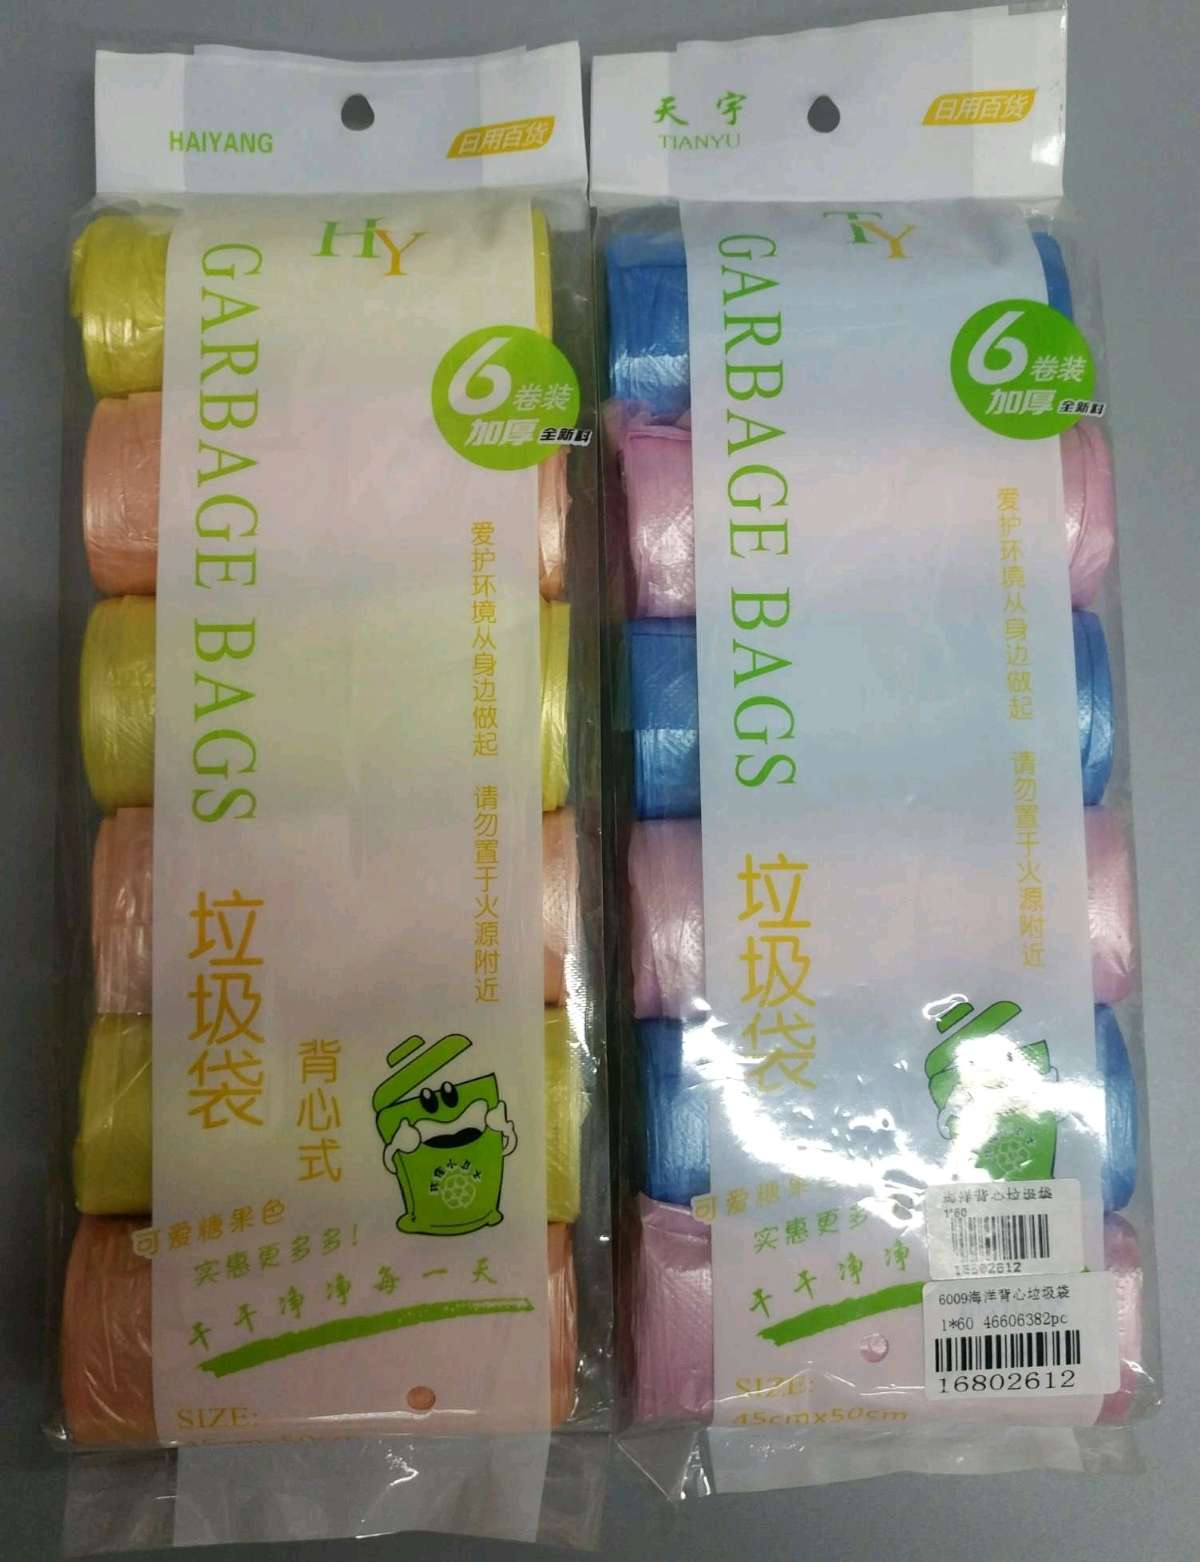 HAIYANG
日用百货
HY
GARBAGE BAGS
6卷装
加厚 全新料
爱护环境从身边做起 请勿置于火源附近
垃圾袋
背心式
可爱糖果色
实惠更多多!
干干净净每一天
SIZE:
天宇
TIANYU
日用百货
TY
GARBAGE BAGS
6卷装
加厚 全新料
爱护环境从身边做起 请勿置于火源附近
垃圾袋
可爱糖果
实惠更多
干干净净
海洋背心垃圾袋
1*60
16802612
6009海洋背心垃圾袋
1*60 46606382pc
16802612
SIZE:
45cmx50cm